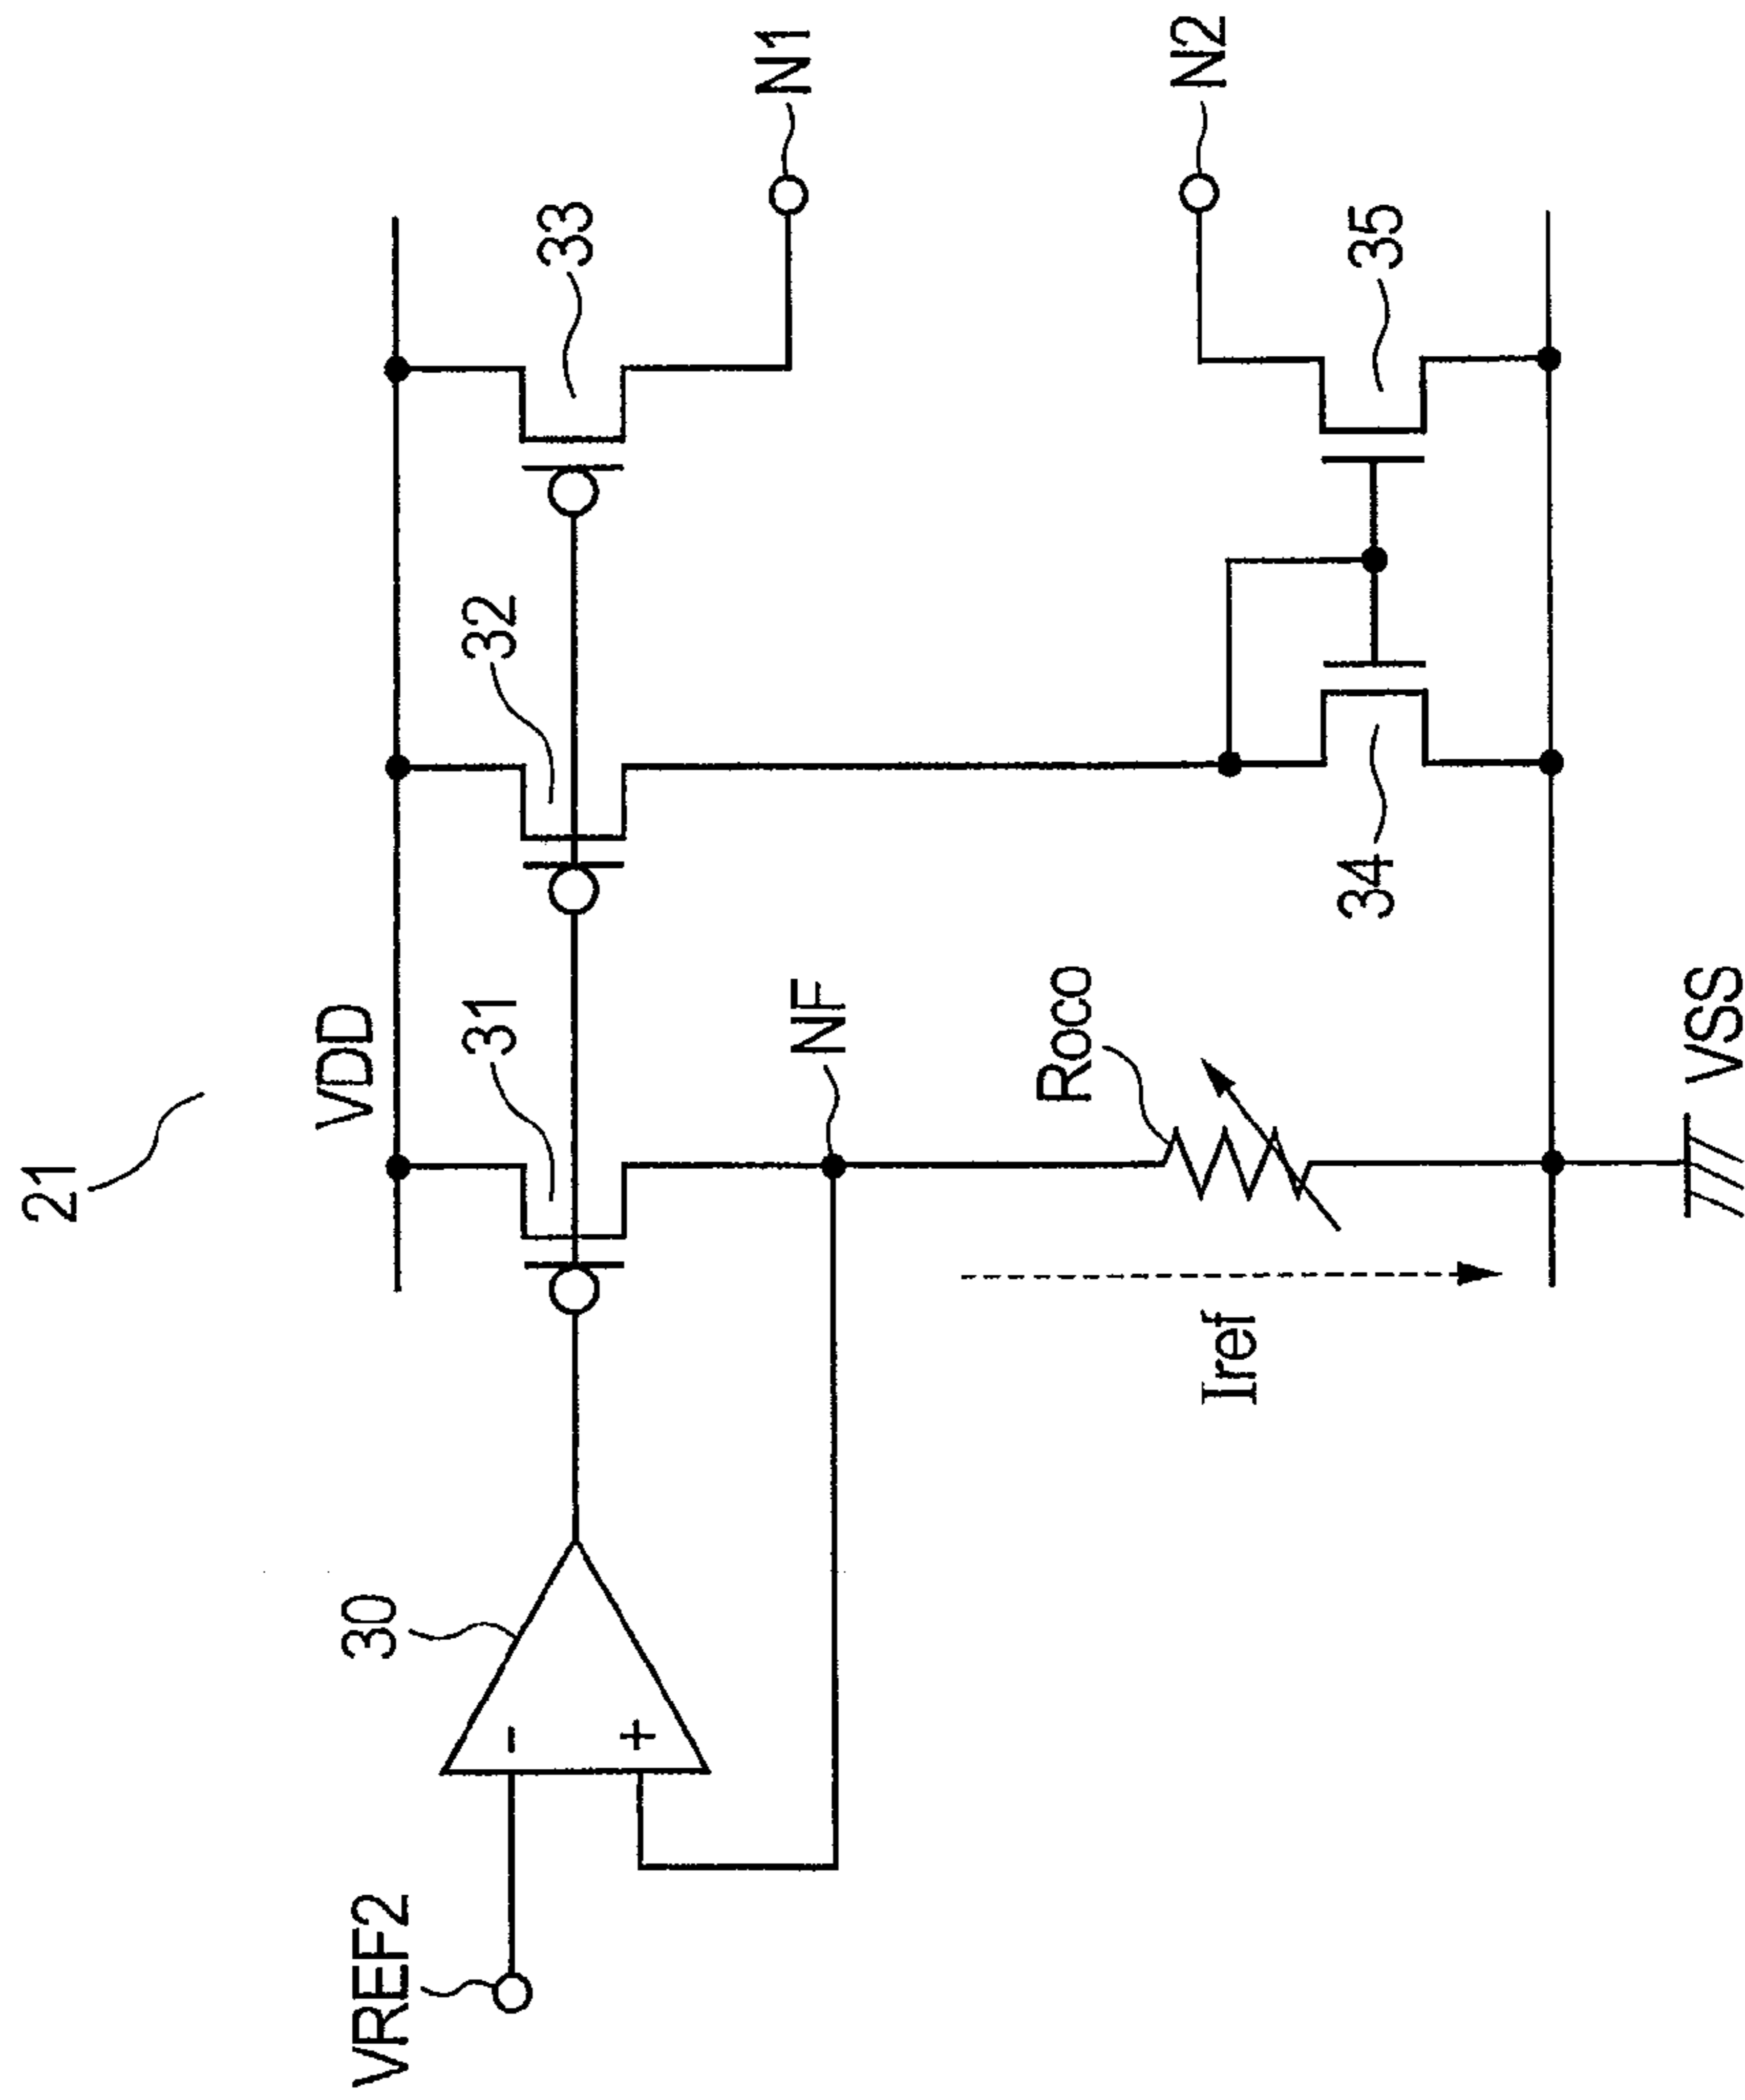 21
VDD
31
32
33
N1
30
VREF2
-
+
NF
Roco
Iref
34
35
N2
VSS